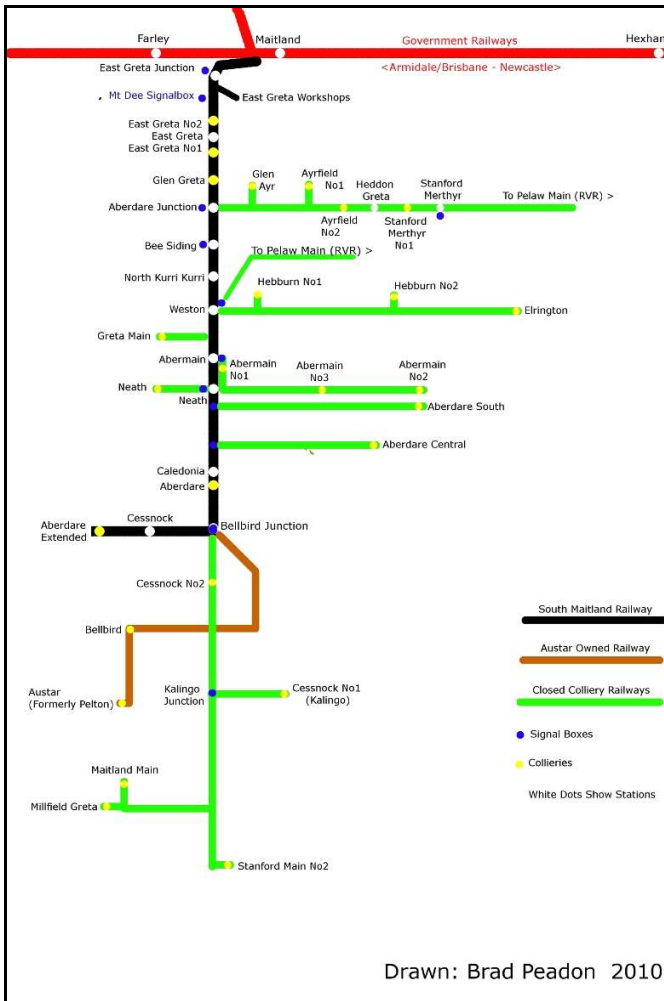 Farley
Maitland
Government Railways
Hexham
<Armidale/Brisbane - Newcastle>
East Greta Junction
Mt Dee Signalbox
East Greta Workshops
East Greta No2
East Greta
East Greta No1
Glen Greta
Glen
Ayr
Ayrfield
No1
Heddon
Greta
Stanford
Merthyr
To Pelaw Main (RVR) >
Aberdare Junction
Ayrfield
No2
Stanford
Merthyr
No1
Bee Siding
To Pelaw Main (RVR) >
North Kurri Kurri
Hebburn No1
Hebburn No2
Weston
Elrington
Greta Main
Abermain
Abermain
No1
Abermain
No3
Abermain
No2
Neath
Neath
Aberdare South
Aberdare Central
Caledonia
Aberdare
Cessnock
Bellbird Junction
Aberdare
Extended
Cessnock No2
South Maitland Railway
Bellbird
Austar Owned Railway
Austar
(Formerly Pelton)
Kalingo
Junction
Cessnock No1
(Kalingo)
Closed Colliery Railways
Signal Boxes
Collieries
Maitland Main
White Dots Show Stations
Millfield Greta
Stanford Main No2
Drawn: Brad Peadon 2010